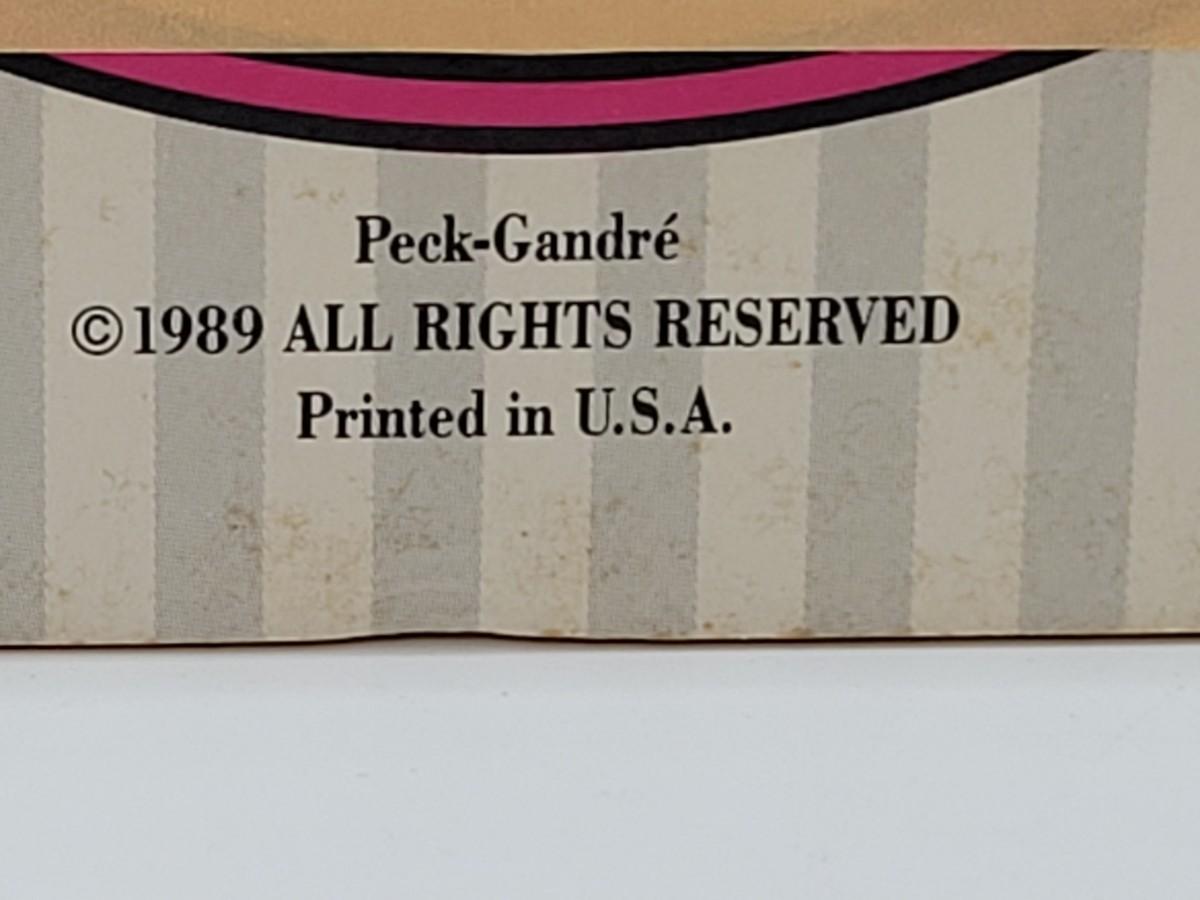 Peck-Gandré
©1989 ALL RIGHTS RESERVED
Printed in U.S.A.